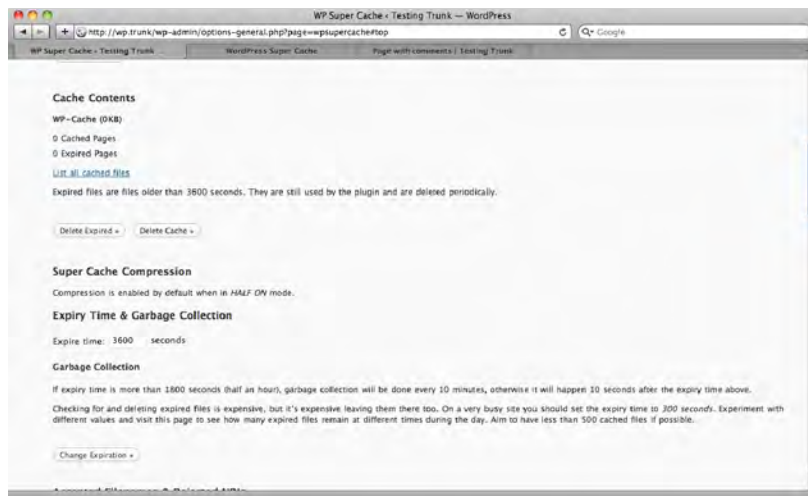 WP Super Cache ‹ Testing Trunk — WordPress
http://wp.trunk/wp-admin/options-general.php?page=wpsupercache#top
Google
WP Super Cache ‹ Testing Trunk
WordPress Super Cache
Page with comments | Testing Trunk
Cache Contents
WP-Cache (0KB)
0 Cached Pages
0 Expired Pages
List all cached files
Expired files are files older than 3600 seconds. They are still used by the plugin and are deleted periodically.
Delete Expired »
Delete Cache »
Super Cache Compression
Compression is enabled by default when in HALF ON mode.
Expiry Time & Garbage Collection
Expire time: 3600 seconds
Garbage Collection
If expiry time is more than 1800 seconds (half an hour), garbage collection will be done every 10 minutes, otherwise it will happen 10 seconds after the expiry time above.
Checking for and deleting expired files is expensive, but it's expensive leaving them there too. On a very busy site you should set the expiry time to 300 seconds. Experiment with
different values and visit this page to see how many expired files remain at different times during the day. Aim to have less than 500 cached files if possible.
Change Expiration »